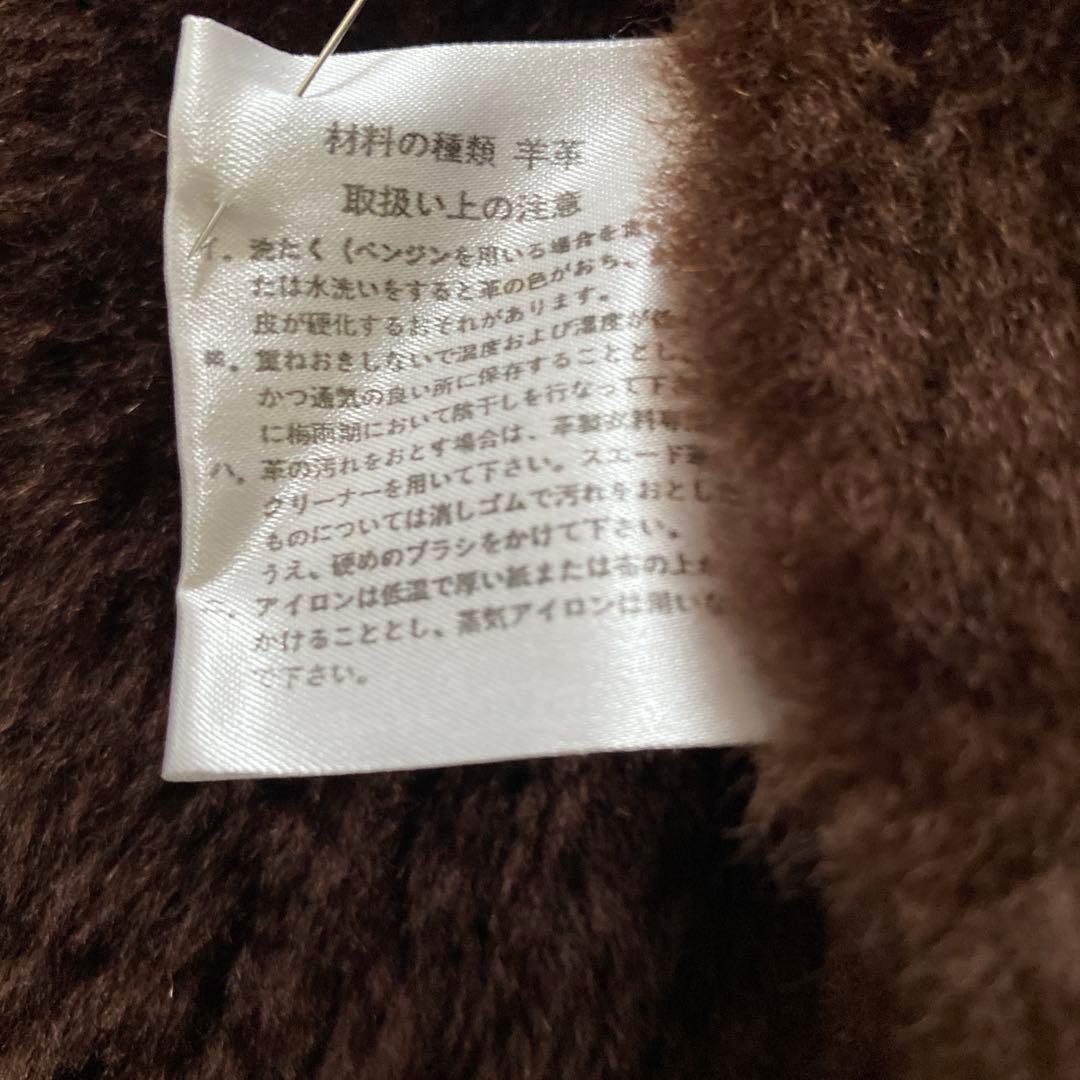 材料の種類 羊革
取扱い上の注意
イ。洗たく(ベンジンを用いる場合を含
たは水洗いをすると革の色がおち、
皮が硬化するおそれがあります。
重ねおきしないで温度および湿度が低
かつ通気の良い所に保存することとし、
に梅雨期において陰干しを行なって下さ
ハ。革の汚れをおとす場合は、革製衣料専
クリーナーを用いて下さい。スエード革
ものについては消しゴムで汚れをおとした
うえ、硬めのブラシをかけて下さい。
ニ。アイロンは低温で厚い紙または布の上か
かけることとし、蒸気アイロンは用いな
で下さい。